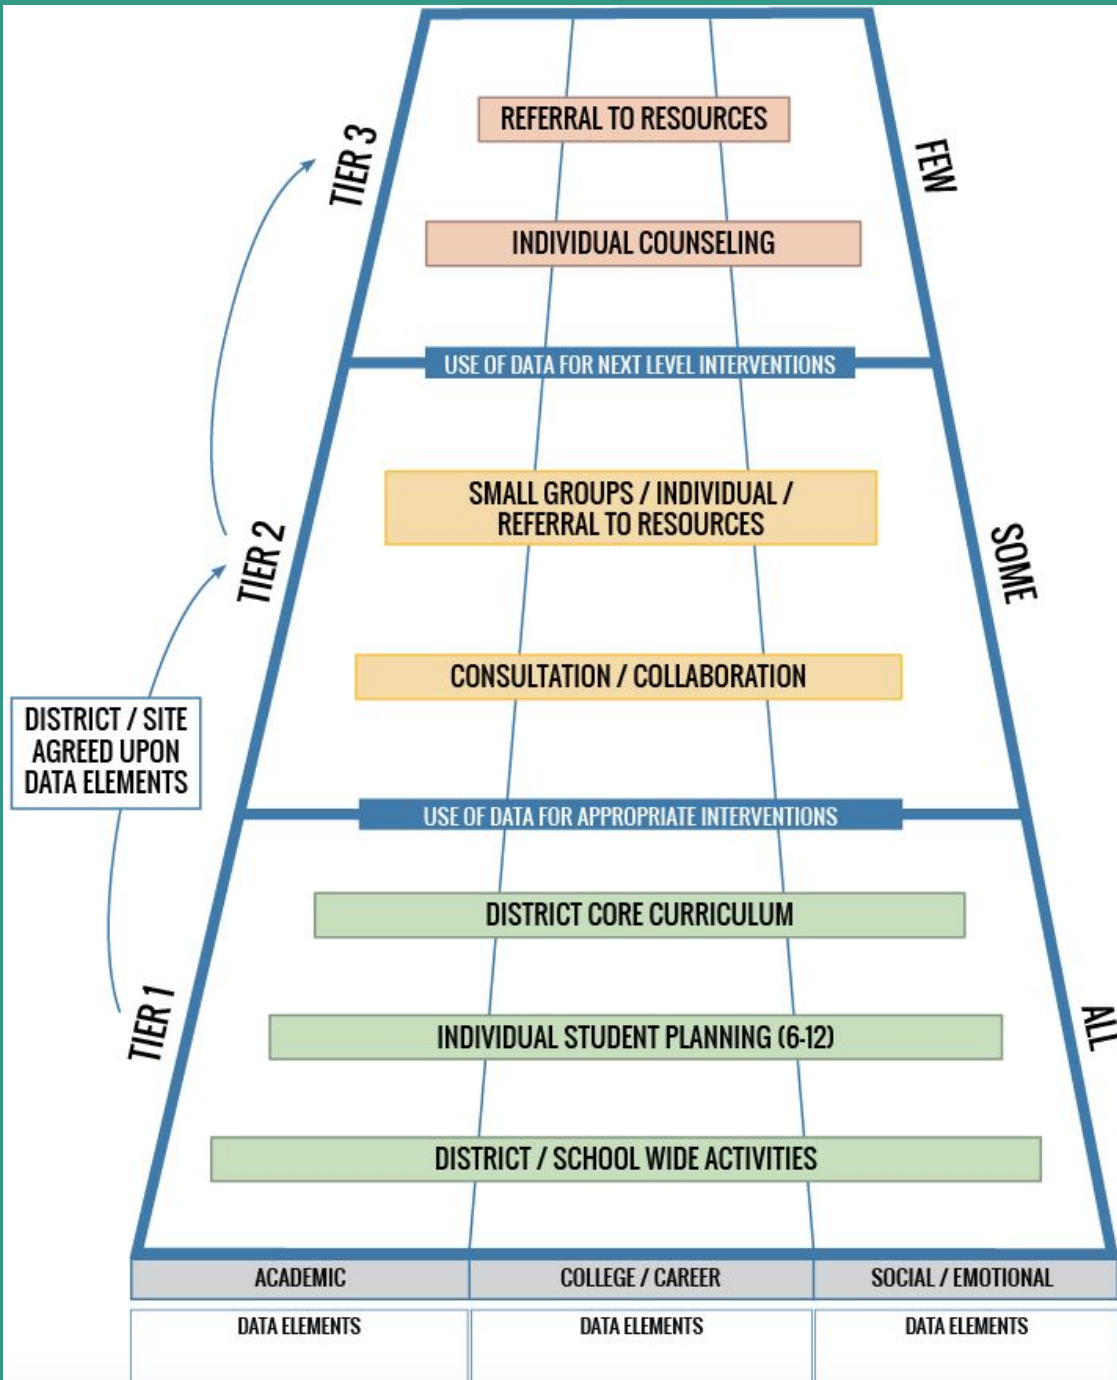 TIER 3
FEW
REFERRAL TO RESOURCES
INDIVIDUAL COUNSELING
USE OF DATA FOR NEXT LEVEL INTERVENTIONS
TIER 2
SOME
SMALL GROUPS / INDIVIDUAL /
REFERRAL TO RESOURCES
CONSULTATION / COLLABORATION
DISTRICT / SITE
AGREED UPON
DATA ELEMENTS
USE OF DATA FOR APPROPRIATE INTERVENTIONS
TIER 1
ALL
DISTRICT CORE CURRICULUM
INDIVIDUAL STUDENT PLANNING (6-12)
DISTRICT / SCHOOL WIDE ACTIVITIES
ACADEMIC
COLLEGE / CAREER
SOCIAL / EMOTIONAL
DATA ELEMENTS
DATA ELEMENTS
DATA ELEMENTS